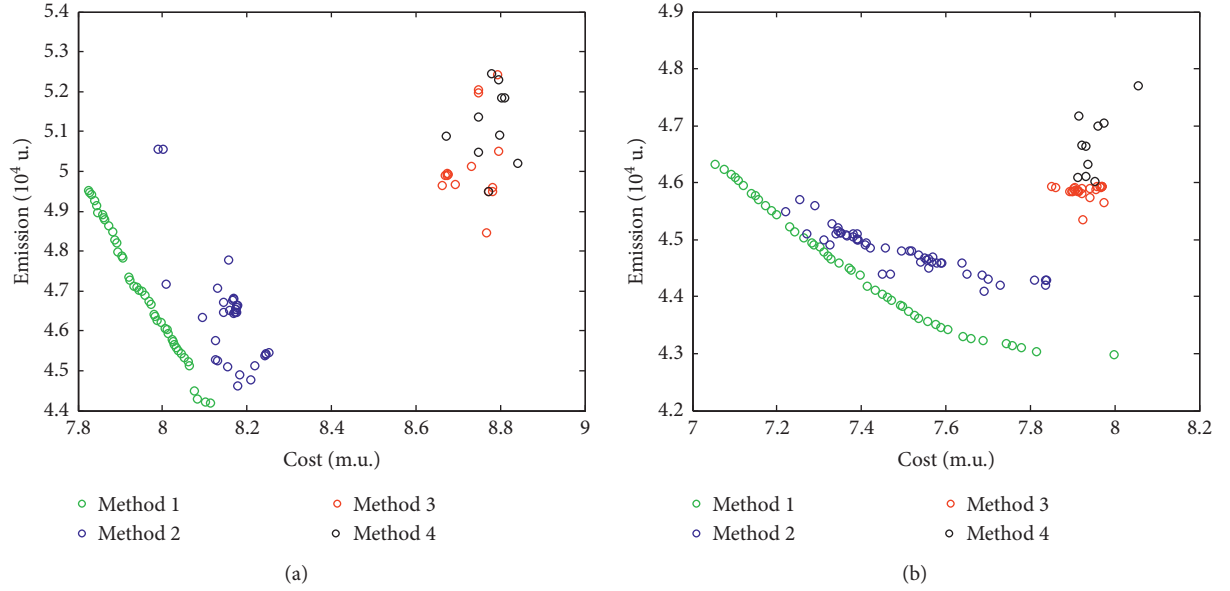 5.4
5.3
5.2
5.1
5
4.9
4.8
4.7
4.6
4.5
4.4
Emission (10⁴ u.)
7.8 8 8.2 8.4 8.6 8.8 9
Cost (m.u.)
Method 1 Method 3
Method 2 Method 4
(a)
4.9
4.8
4.7
4.6
4.5
4.4
4.3
4.2
Emission (10⁴ u.)
7 7.2 7.4 7.6 7.8 8 8.2
Cost (m.u.)
Method 1 Method 3
Method 2 Method 4
(b)